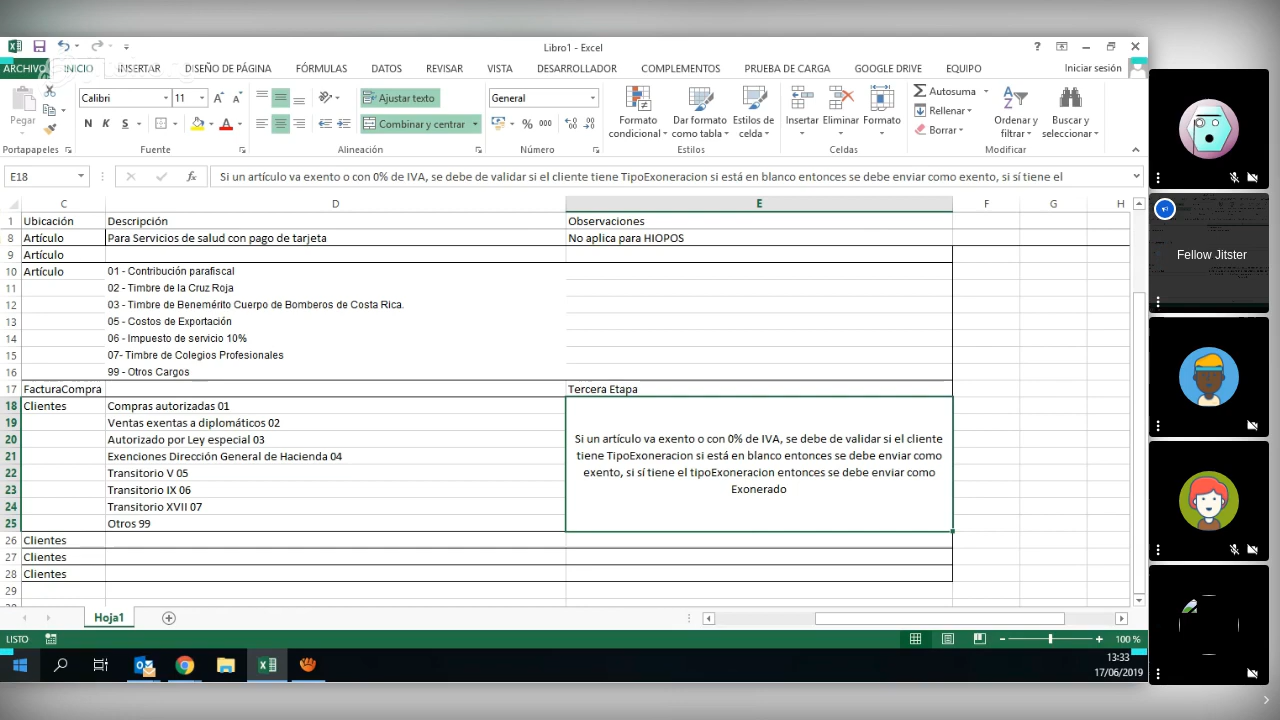 Libro1 - Excel
ARCHIVO INICIO INSERTAR DISEÑO DE PÁGINA FÓRMULAS DATOS REVISAR VISTA DESARROLLADOR COMPLEMENTO PRUEBA DE CARGA GOOGLE DRIVE EQUIPO Iniciar sesión
Calibri 11 Ajustar texto General Autosuma
Pegar Formato condicional Dar formato como tabla Estilos de celda Insertar Eliminar Formato Rellenar Ordenar y filtrar Buscar y seleccionar
N K S Combinar y centrar % 000 Borrar
Portapapeles Fuente Alineación Número Estilos Celdas Modificar
E18 fx Si un artículo va exento o con 0% de IVA, se debe de validar si el cliente tiene TipoExoneracion si está en blanco entonces se debe enviar como exento, si sí tiene el
C D E F G H
1 Ubicación Descripción Observaciones
8 Artículo Para Servicios de salud con pago de tarjeta No aplica para HIOPOS
9 Artículo
10 Artículo 01 - Contribución parafiscal
11 02 - Timbre de la Cruz Roja
12 03 - Timbre de Benemérito Cuerpo de Bomberos de Costa Rica.
13 05 - Costos de Exportación
14 06 - Impuesto de servicio 10%
15 07- Timbre de Colegios Profesionales
16 99 - Otros Cargos
17 FacturaCompra Tercera Etapa
18 Clientes Compras autorizadas 01
19 Ventas exentas a diplomáticos 02
20 Autorizado por Ley especial 03
21 Exenciones Dirección General de Hacienda 04
22 Transitorio V 05
23 Transitorio IX 06
24 Transitorio XVII 07
25 Otros 99
Si un artículo va exento o con 0% de IVA, se debe de validar si el cliente
tiene TipoExoneracion si está en blanco entonces se debe enviar como
exento, si sí tiene el tipoExoneracion entonces se debe enviar como
Exonerado
26 Clientes
27 Clientes
28 Clientes
29
Hoja1
LISTO 100 %
13:33
17/06/2019
Fellow Jitster